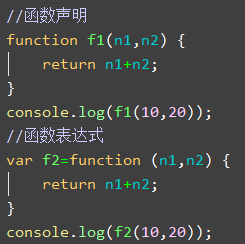 //函数声明
function f1(n1,n2) {
    return n1+n2;
}
console.log(f1(10,20));
//函数表达式
var f2=function (n1,n2) {
    return n1+n2;
}
console.log(f2(10,20));